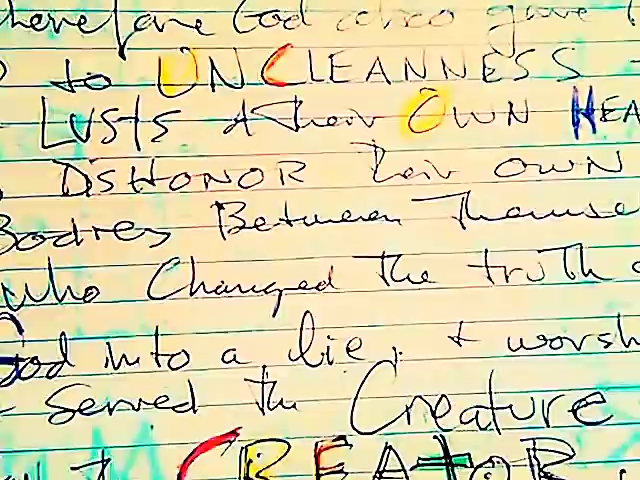 herefore God also gave
to UNCLEANNESS
LUSTS of their OWN HEA
DISHONOR their OWN
Bodies Between Themse
who Changed the truth
God into a lie, + worsh
Served the Creature
CREATOR